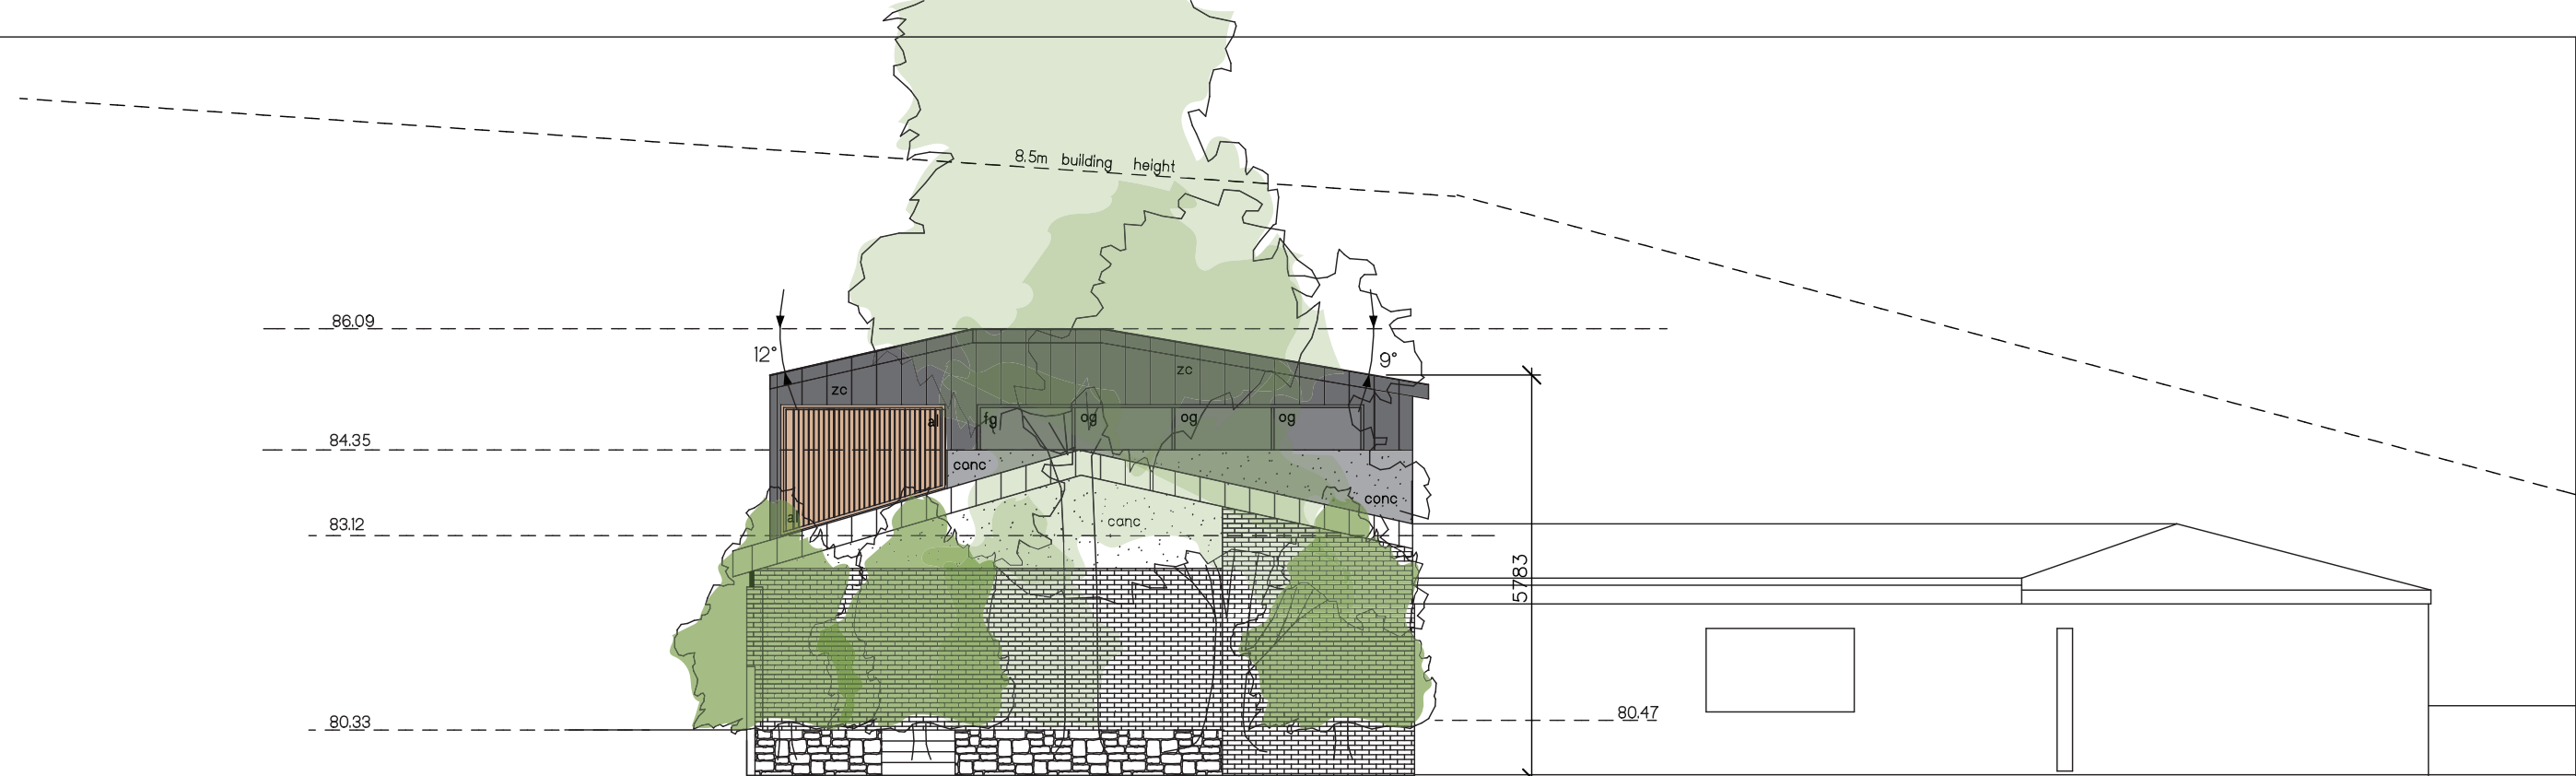 8.5m building height
86.09
12°
9°
zc
zc
al
fg
og
og
og
84.35
conc
conc
al
canc
83.12
5783
80.33
80.47